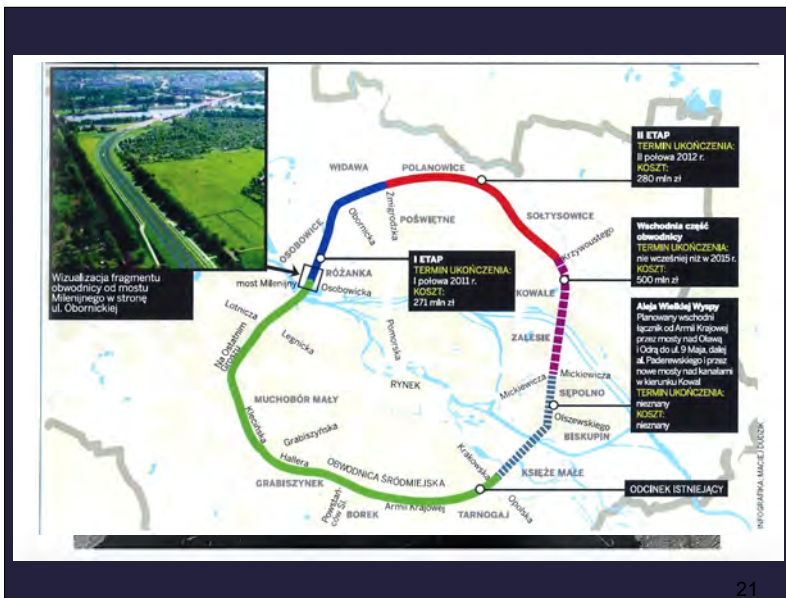 Wizualizacja fragmentu
obwodnicy od mostu
Milenijnego w stronę
ul. Obornickiej
WIDAWA
POLANOWICE
II ETAP
TERMIN UKOŃCZENIA:
II połowa 2012 r.
KOSZT:
280 mln zł
OSOBOWICE
Obornicka
Żmigrodzka
POŚWIĘTNE
SOŁTYSOWICE
Krzywoustego
Wschodnia część
obwodnicy
TERMIN UKOŃCZENIA:
nie wcześniej niż w 2015 r.
KOSZT:
500 mln zł
I ETAP
TERMIN UKOŃCZENIA:
I połowa 2011 r.
KOSZT:
271 mln zł
RÓŻANKA
most Milenijny
Osobowicka
KOWALE
Aleja Wielkiej Wyspy
Planowany wschodni
łącznik od Armii Krajowej
przez mosty nad Oławą
i Odrą do ul. 9 Maja, dalej
al. Paderewskiego i przez
nowe mosty nad kanałami
w kierunku Kowal
TERMIN UKOŃCZENIA:
nieznany
KOSZT:
nieznany
Lotnicza
Legnicka
Na Ostatnim
Groszu
Pomorska
ZALESIE
RYNEK
Mickiewicza
Mickiewicza
SĘPOLNO
MUCHOBÓR MAŁY
Olszewskiego
BISKUPIN
Klecińska
Grabiszyńska
Hallera
OBWODNICA ŚRÓDMIEJSKA
Krakowska
KSIĘŻE MAŁE
GRABISZYNEK
Powstań-
ców Śl.
BOREK
Armii Krajowej
TARNOGAJ
Opolska
ODCINEK ISTNIEJĄCY
INFOGRAFIKA: MACIEJ DUDZIK
21